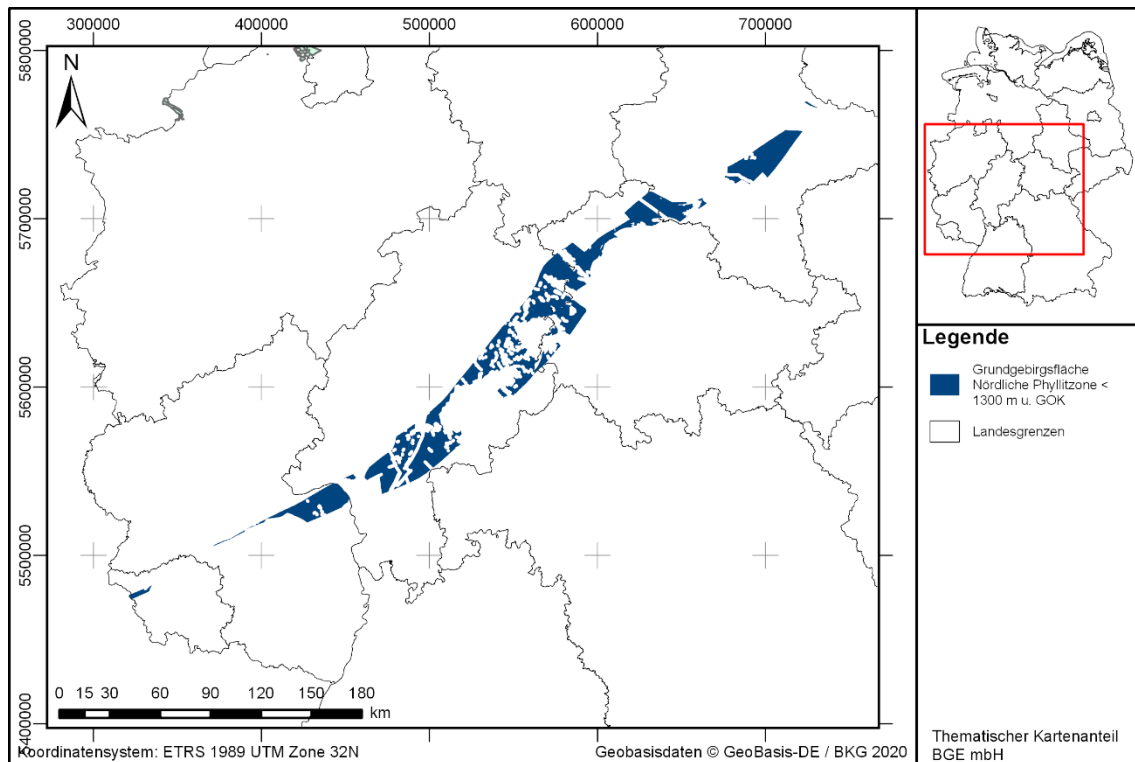 300000 400000 500000 600000 700000
N
5800000
5700000
5600000
5500000
5400000
0 15 30 60 90 120 150 180
km
Koordinatensystem: ETRS 1989 UTM Zone 32N
Geobasisdaten © GeoBasis-DE / BKG 2020
Legende
Grundgebirgsfläche
Nördliche Phyllitzone <
1300 m u. GOK
Landesgrenzen
Thematischer Kartenanteil
BGE mbH